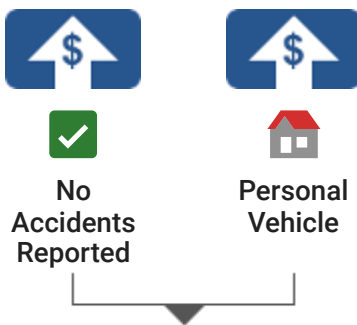 $
$
No
Accidents
Reported
Personal
Vehicle